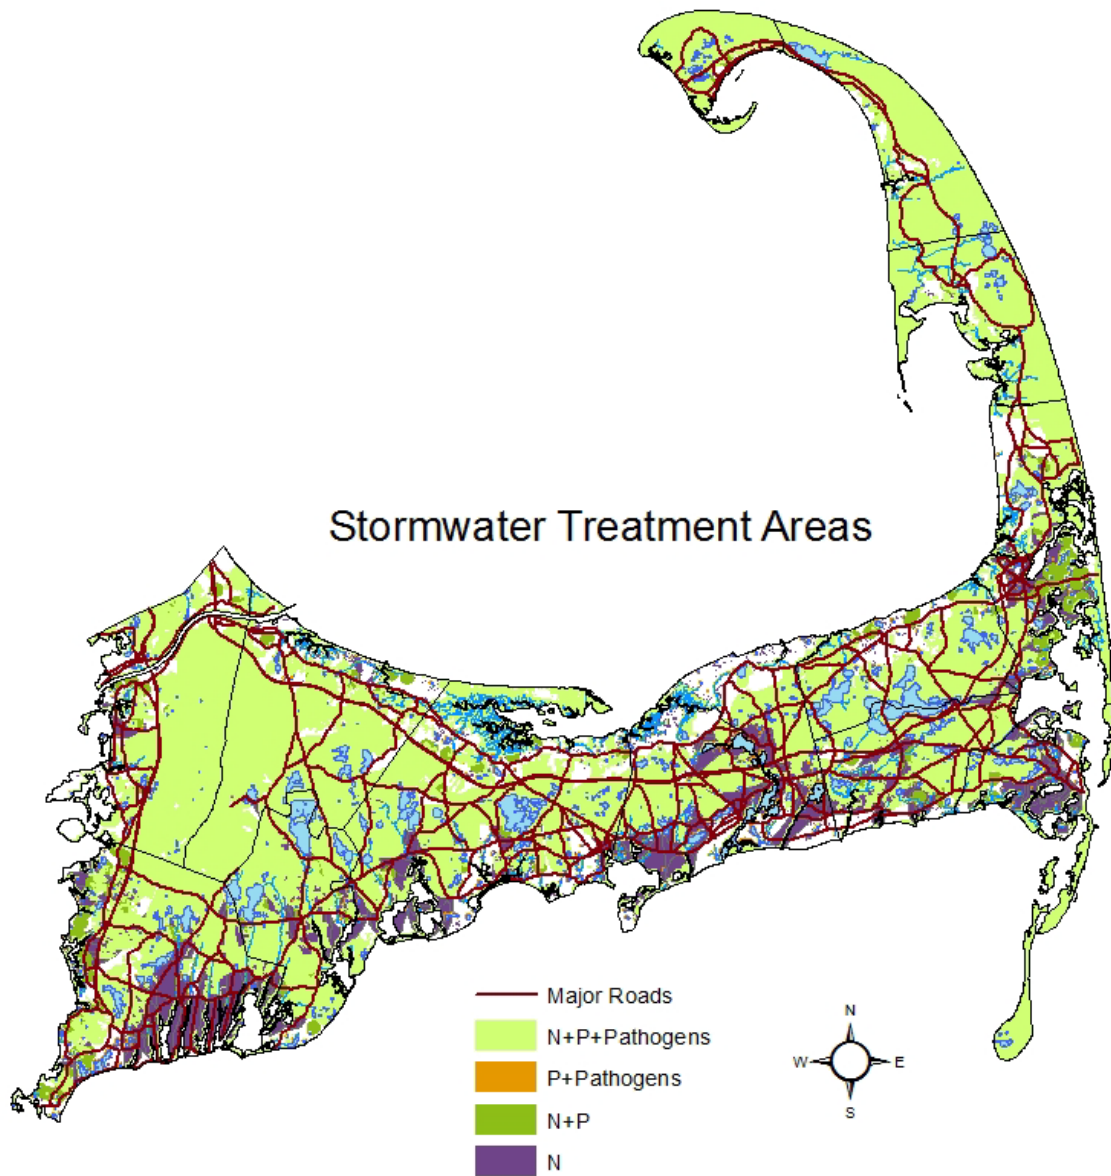 Stormwater Treatment Areas
Major Roads
N+P+Pathogens
P+Pathogens
N+P
N
N
W E
S